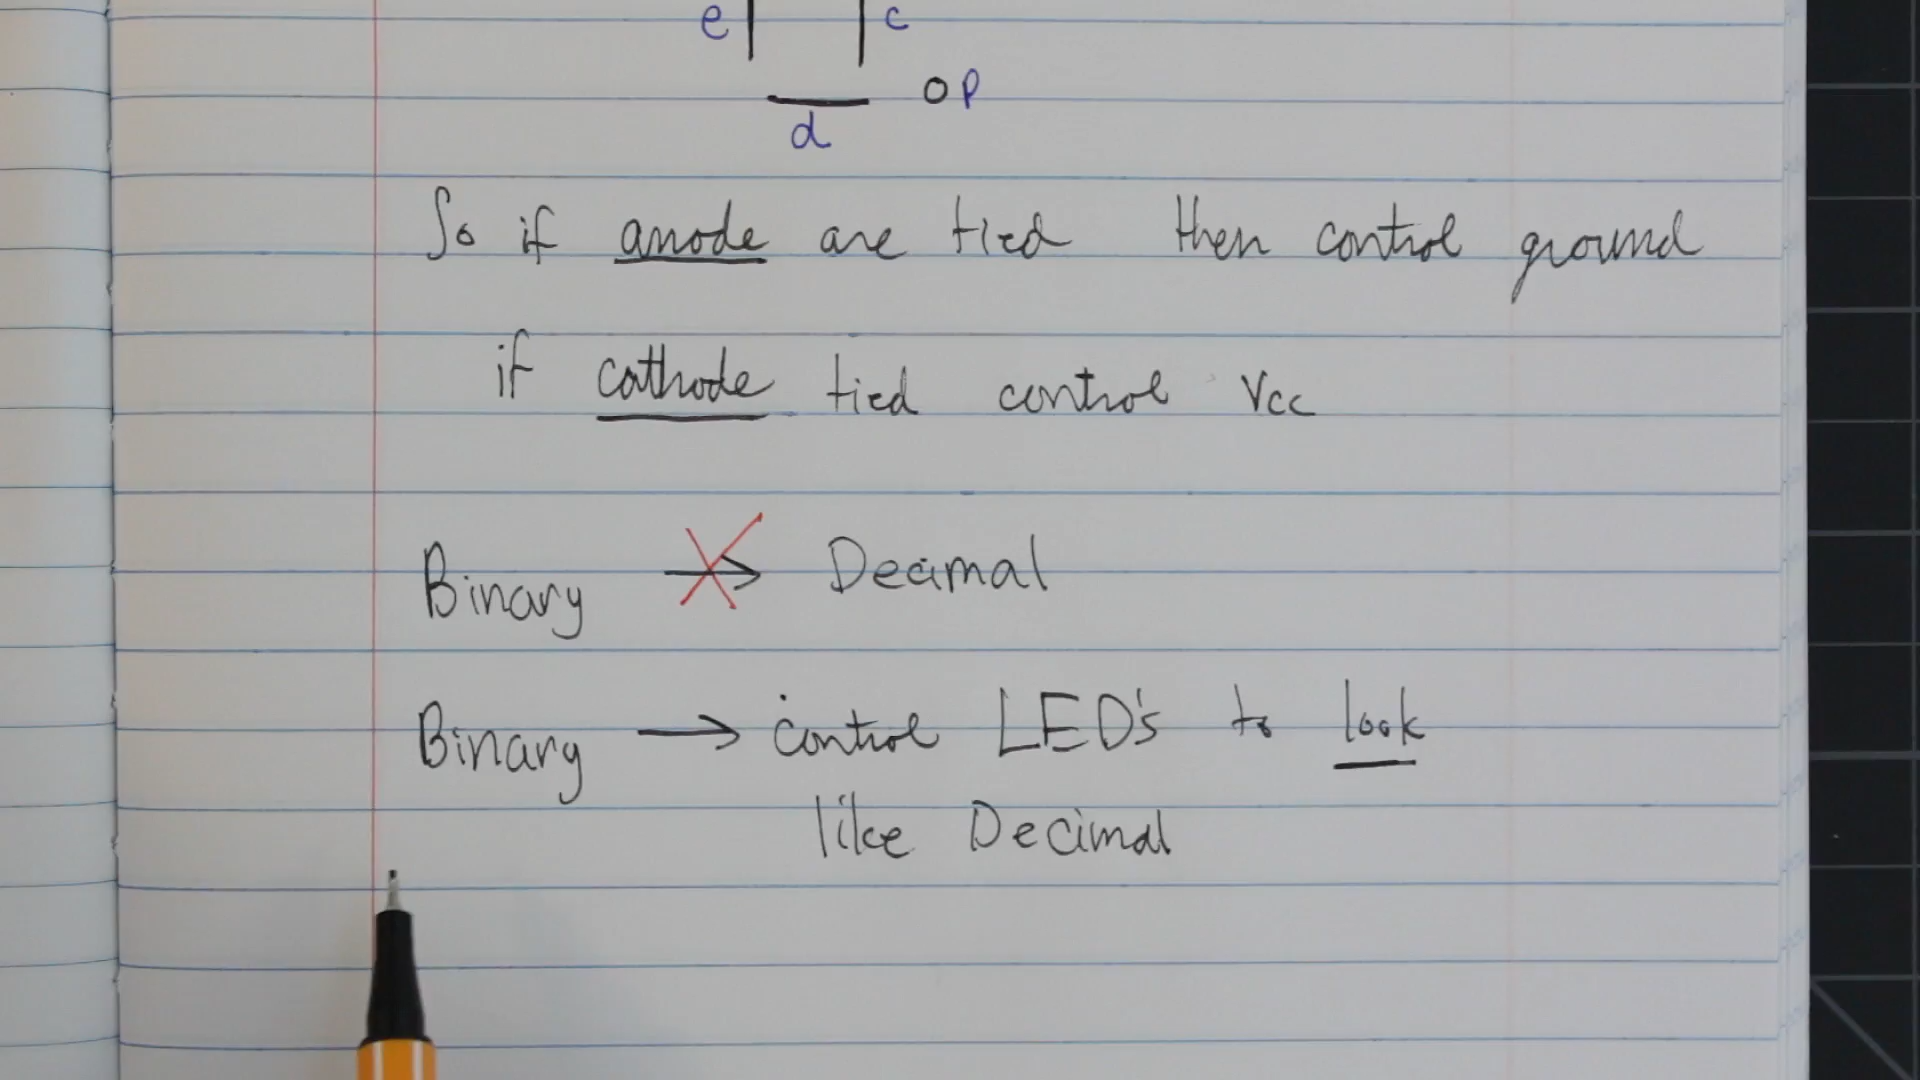 e c
o p
d
So if anode are tied then control ground
if cathode tied control Vcc
Binary → Decimal
Binary → control LED's to look
like Decimal